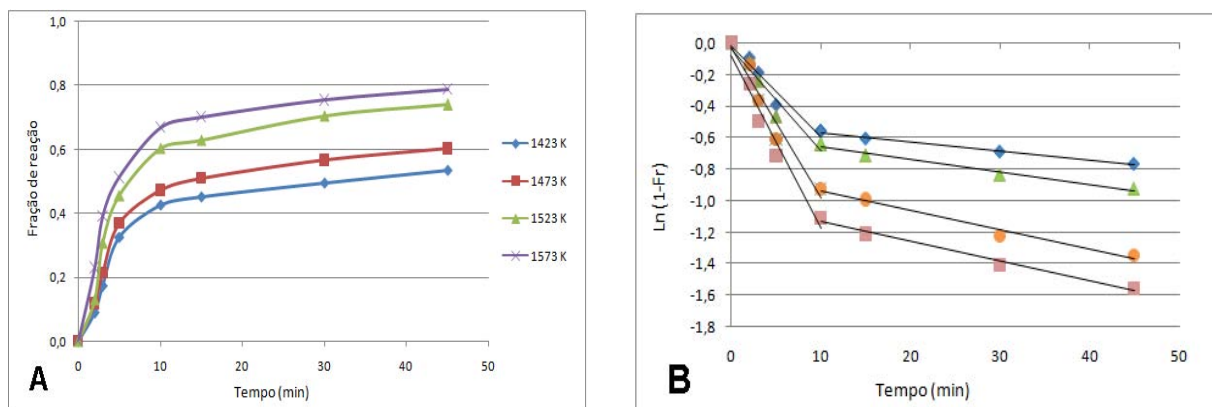 1,0
0,8
0,6
0,4
0,2
0,0
0 10 20 30 40 50
Fração de reação
Tempo (min)
1423 K
1473 K
1523 K
1573 K
A
0,0
-0,2
-0,4
-0,6
-0,8
-1,0
-1,2
-1,4
-1,6
-1,8
0 10 20 30 40 50
Ln (1-Fr)
Tempo (min)
B